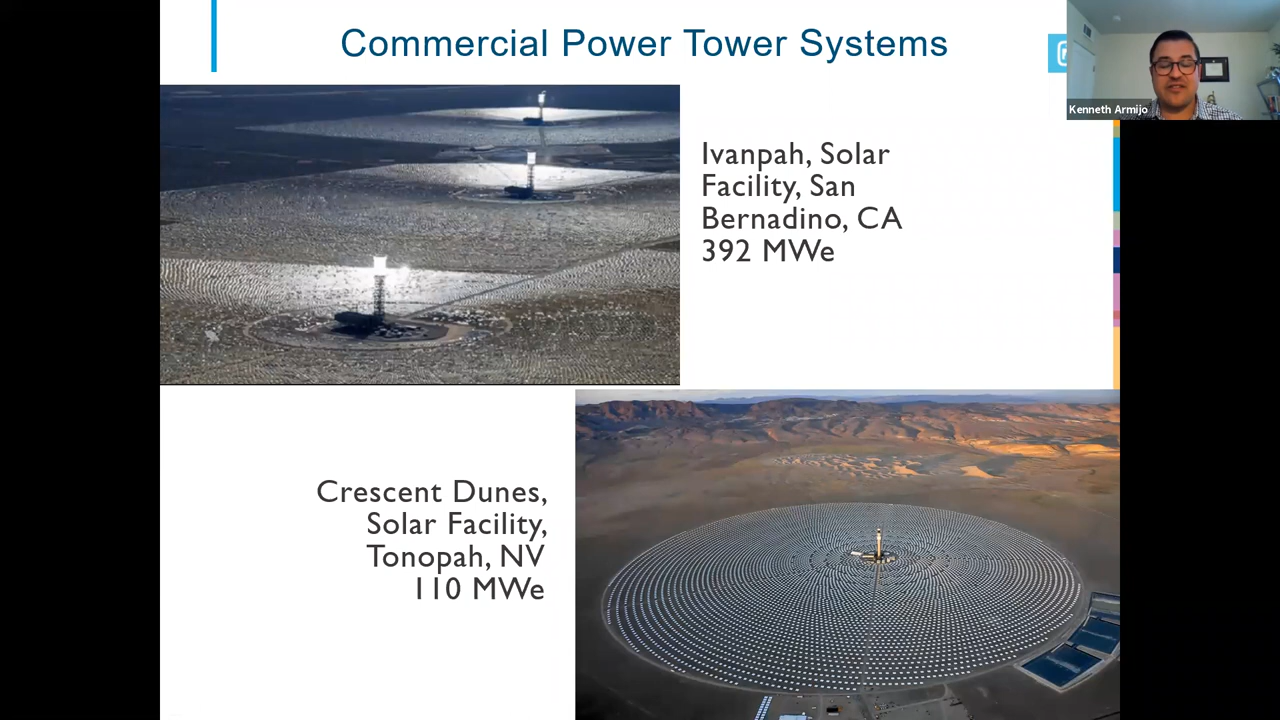 Commercial Power Tower Systems
Kenneth Armijo
Ivanpah, Solar
Facility, San
Bernadino, CA
392 MWe
Crescent Dunes,
Solar Facility,
Tonopah, NV
110 MWe